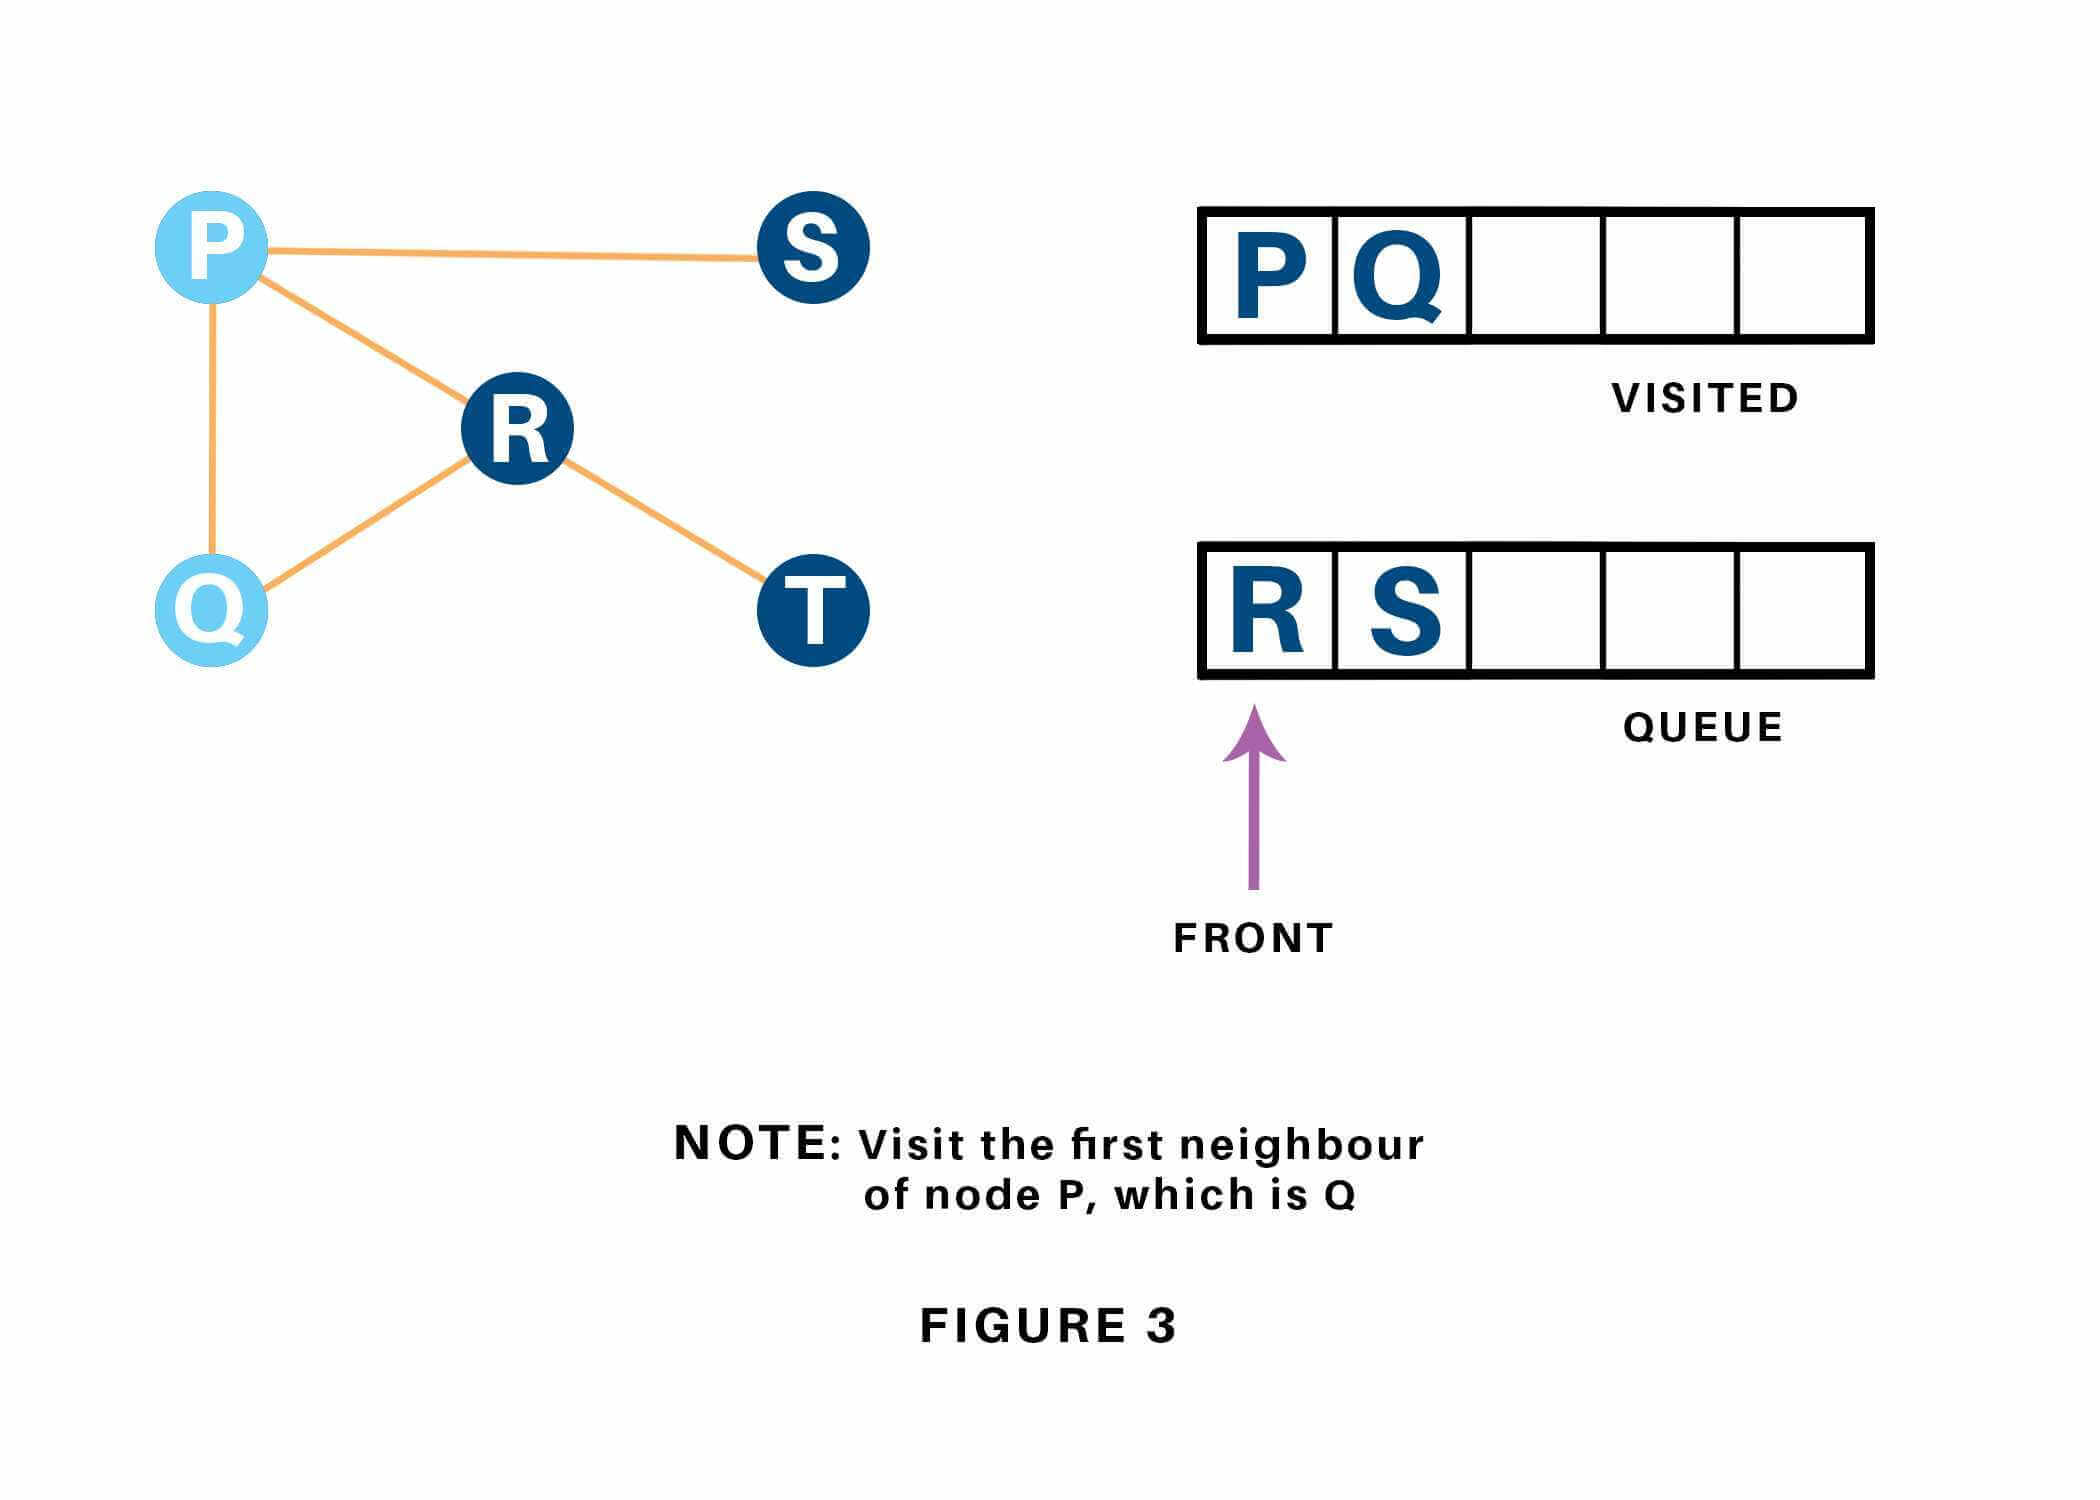 P
S
R
Q
T
P Q
VISITED
R S
QUEUE
FRONT
NOTE: Visit the first neighbour
of node P, which is Q
FIGURE 3